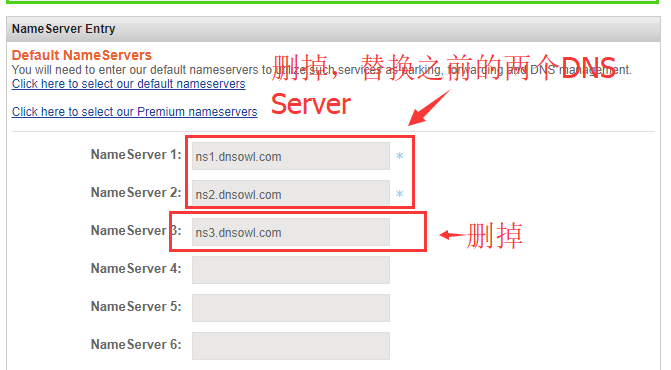 NameServer Entry
Default NameServers
You will need to enter our default nameservers to utilize such services as parking, forwarding and DNS management.
Click here to select our default nameservers
删掉，替换之前的两个DNS
Server
Click here to select our Premium nameservers
NameServer 1: ns1.dnsowl.com *
NameServer 2: ns2.dnsowl.com *
NameServer 3: ns3.dnsowl.com
删掉
NameServer 4:
NameServer 5:
NameServer 6: